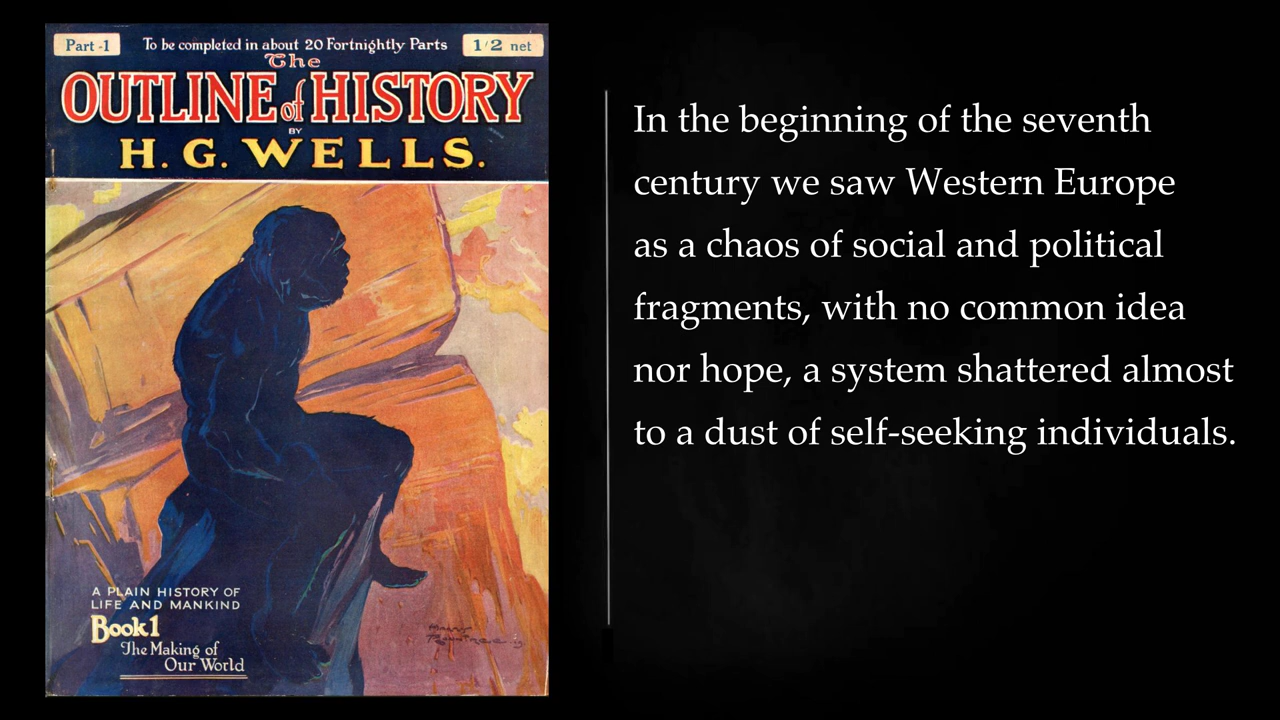 Part -1
To be completed in about 20 Fortnightly Parts
1/2 net
The
OUTLINE of HISTORY
BY
H. G. WELLS.
A PLAIN HISTORY OF
LIFE AND MANKIND
Book 1
The Making of
Our World
In the beginning of the seventh
century we saw Western Europe
as a chaos of social and political
fragments, with no common idea
nor hope, a system shattered almost
to a dust of self-seeking individuals.